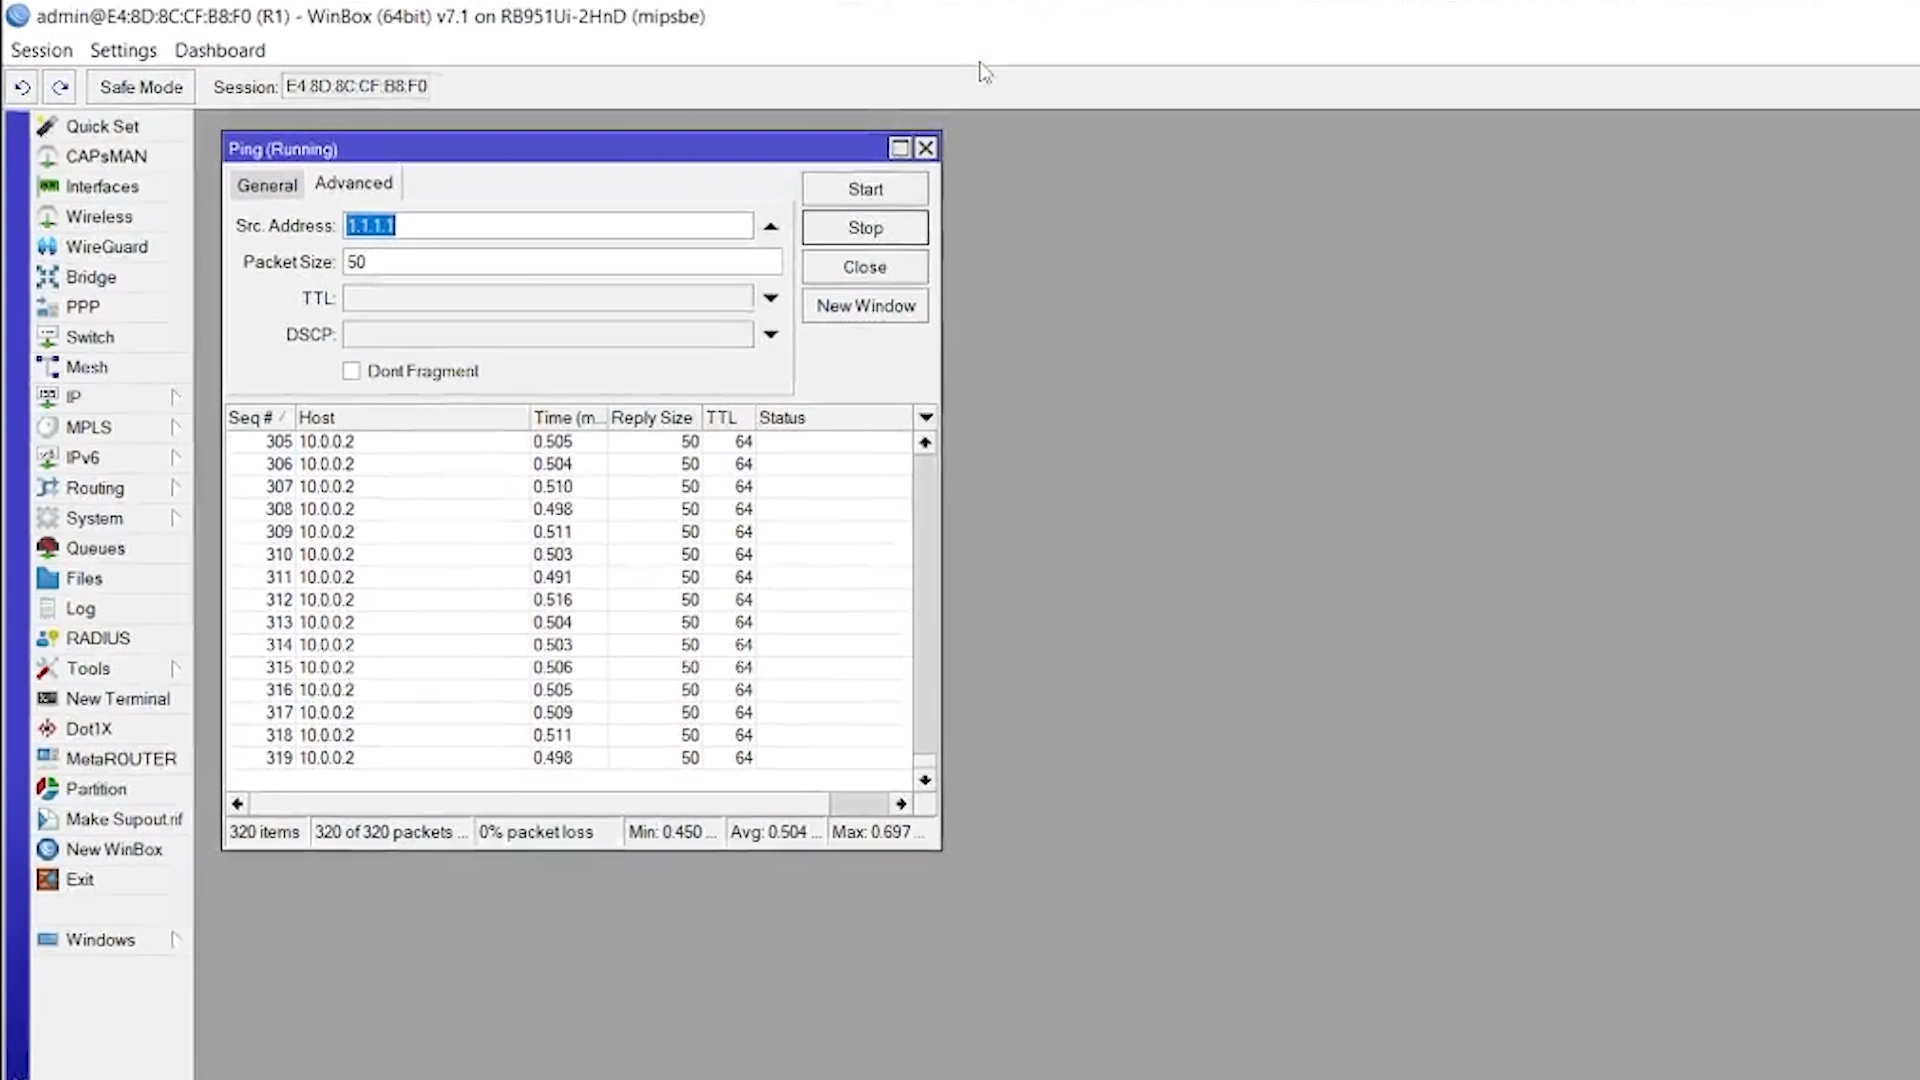 admin@E4:8D:8C:CF:B8:F0 (R1) - WinBox (64bit) v7.1 on RB951Ui-2HnD (mipsbe)
Session Settings Dashboard
Safe Mode Session: E4:8D:8C:CF:B8:F0
Quick Set
CAPsMAN
Interfaces
Wireless
WireGuard
Bridge
PPP
Switch
Mesh
IP
MPLS
IPv6
Routing
System
Queues
Files
Log
RADIUS
Tools
New Terminal
Dot1X
MetaROUTER
Partition
Make Supout.rif
New WinBox
Exit
Windows
Ping (Running)
General Advanced
Src. Address: 1.1.1.1
Packet Size: 50
TTL:
DSCP:
Dont Fragment
Start
Stop
Close
New Window
Seq # Host Time (m... Reply Size TTL Status
305 10.0.0.2 0.505 50 64
306 10.0.0.2 0.504 50 64
307 10.0.0.2 0.510 50 64
308 10.0.0.2 0.498 50 64
309 10.0.0.2 0.511 50 64
310 10.0.0.2 0.503 50 64
311 10.0.0.2 0.491 50 64
312 10.0.0.2 0.516 50 64
313 10.0.0.2 0.504 50 64
314 10.0.0.2 0.503 50 64
315 10.0.0.2 0.506 50 64
316 10.0.0.2 0.505 50 64
317 10.0.0.2 0.509 50 64
318 10.0.0.2 0.511 50 64
319 10.0.0.2 0.498 50 64
320 items 320 of 320 packets ... 0% packet loss Min: 0.450 ... Avg: 0.504 ... Max: 0.697 ...